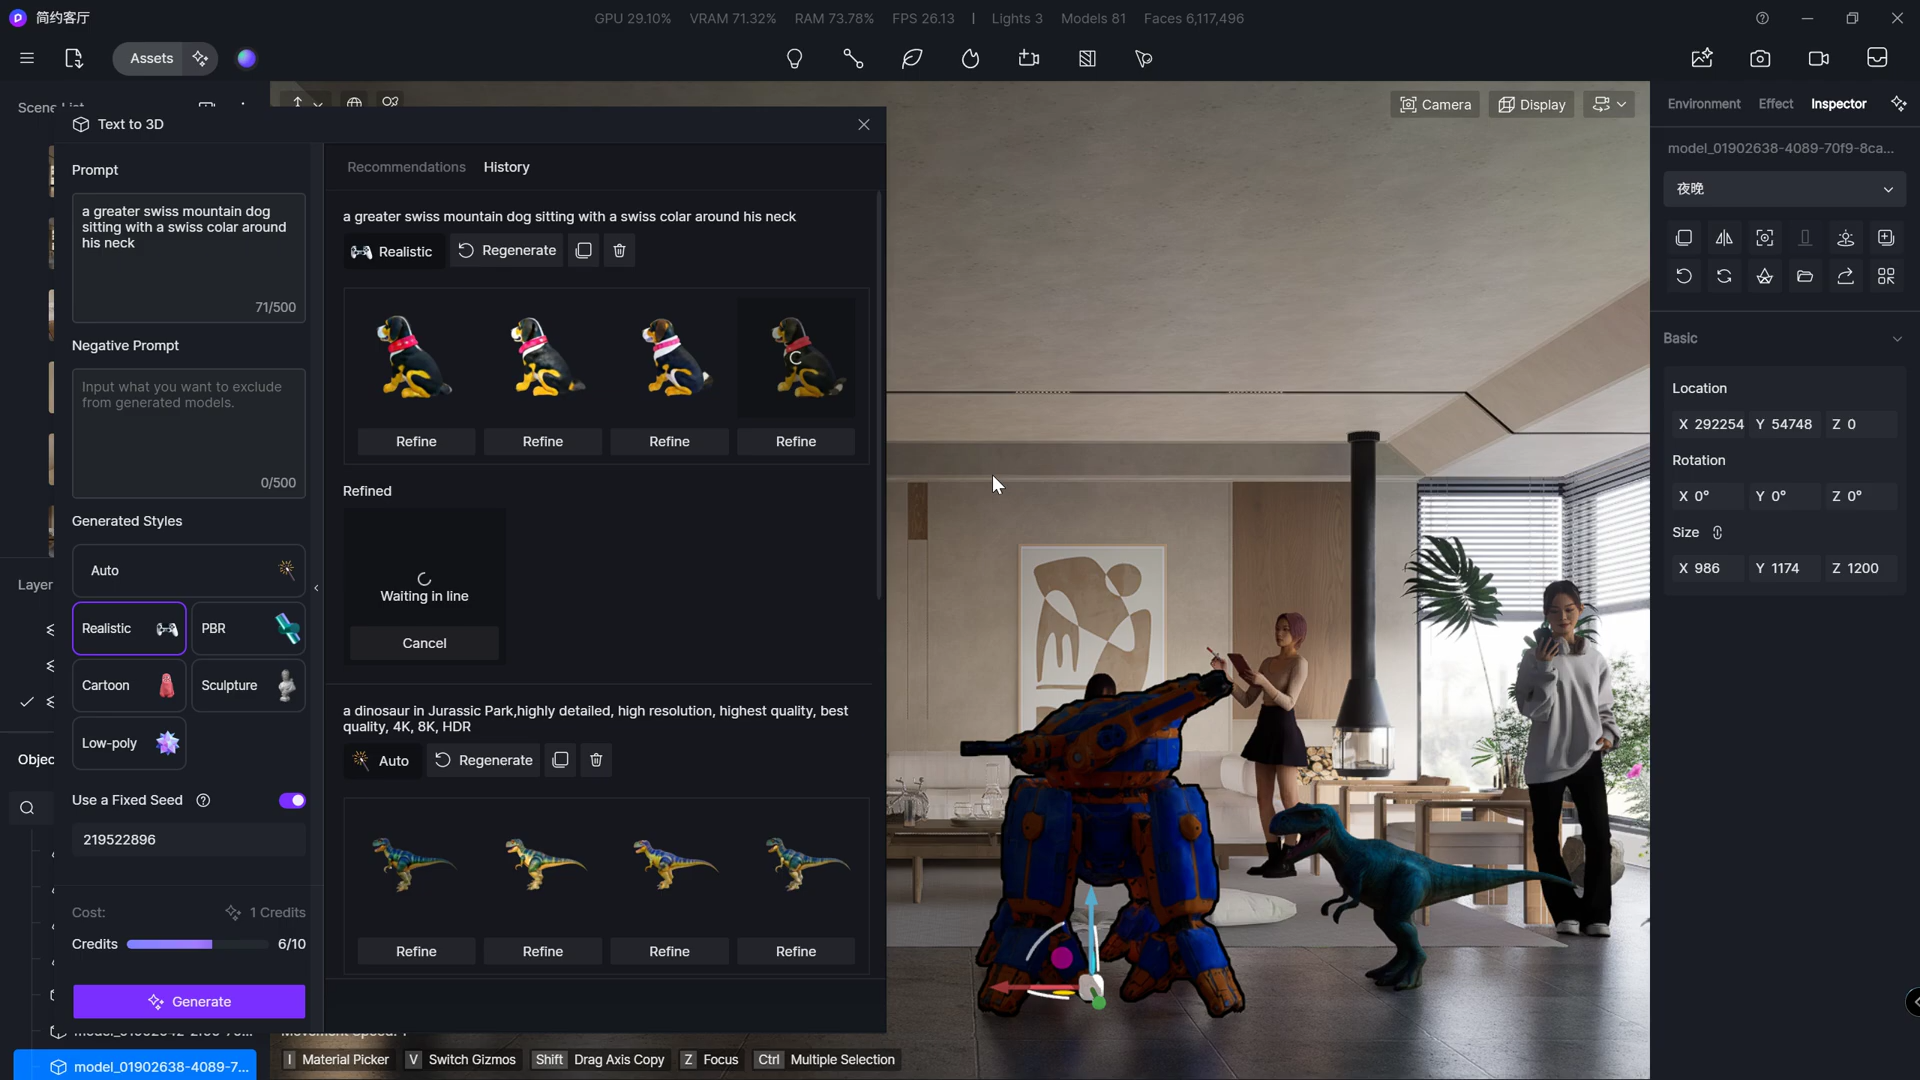 简约客厅
GPU 29.10% VRAM 71.32% RAM 73.78% FPS 26.13 | Lights 3 Models 81 Faces 6,117,496
Assets
Camera
Display
Environment Effect Inspector
Text to 3D
Prompt
a greater swiss mountain dog
sitting with a swiss colar around
his neck
71/500
Negative Prompt
Input what you want to exclude
from generated models.
0/500
Generated Styles
Auto
Realistic PBR
Cartoon Sculpture
Low-poly
Use a Fixed Seed
219522896
Cost: 1 Credits
Credits 6/10
Generate
Recommendations History
a greater swiss mountain dog sitting with a swiss colar around his neck
Realistic Regenerate
Refine Refine Refine Refine
Refined
Waiting in line
Cancel
a dinosaur in Jurassic Park,highly detailed, high resolution, highest quality, best
quality, 4K, 8K, HDR
Auto Regenerate
Refine Refine Refine Refine
Layer
model_01902638-4089-7...
I Material Picker V Switch Gizmos Shift Drag Axis Copy Z Focus Ctrl Multiple Selection
model_01902638-4089-70f9-8ca...
夜晚
Basic
Location
X 292254 Y 54748 Z 0
Rotation
X 0° Y 0° Z 0°
Size
X 986 Y 1174 Z 1200